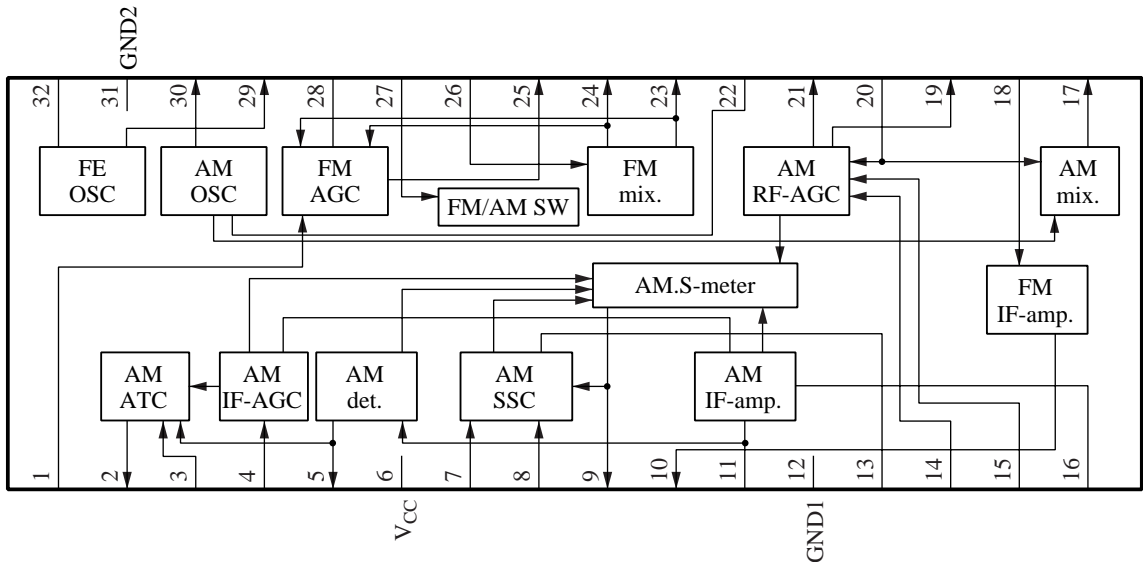 GND2
32 31 30 29 28 27 26 25 24 23 22 21 20 19 18 17
FE
OSC
AM
OSC
FM
AGC
FM/AM SW
FM
mix.
AM
RF-AGC
AM
mix.
AM.S-meter
FM
IF-amp.
AM
ATC
AM
IF-AGC
AM
det.
AM
SSC
AM
IF-amp.
1 2 3 4 5 6 7 8 9 10 11 12 13 14 15 16
VCC
GND1